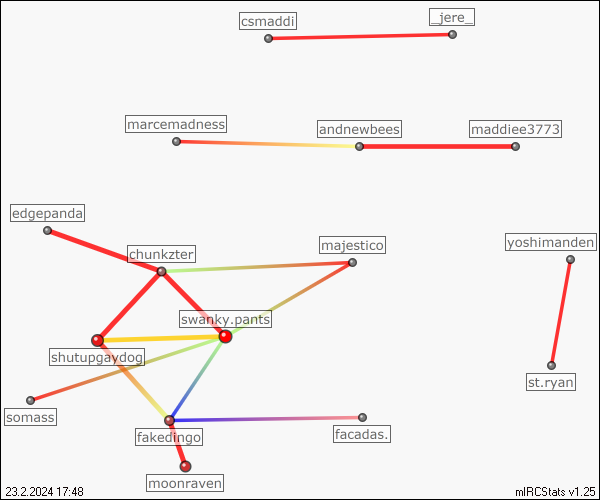 csmaddi
_jere_
marcemadness
andnewbees
maddiee3773
edgepanda
chunkzter
majestico
yoshimanden
swanky.pants
shutupgaydog
st.ryan
somass
fakedingo
facadas.
moonraven
23.2.2024 17:48
mIRCStats v1.25